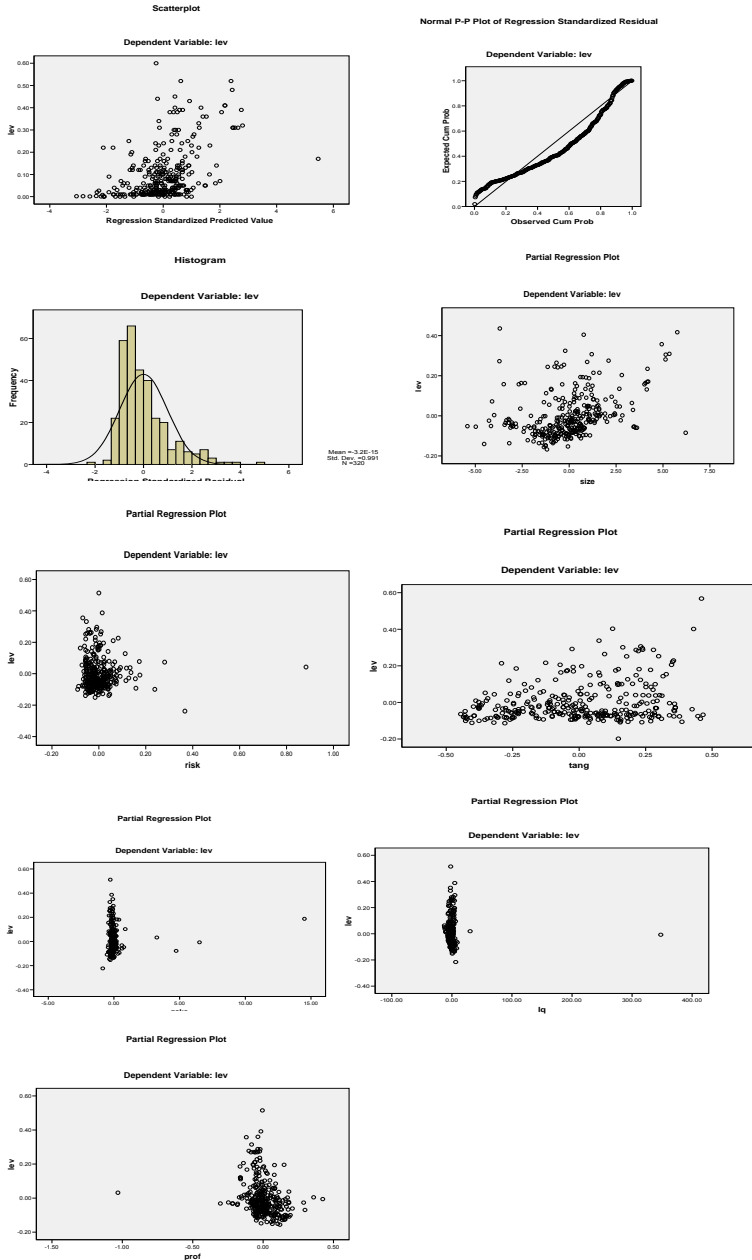 Scatterplot
Dependent Variable: lev
0.60
0.50
0.40
0.30
0.20
0.10
0.00
lev
-4 -2 0 2 4 6
Regression Standardized Predicted Value
Normal P-P Plot of Regression Standardized Residual
Dependent Variable: lev
1.0
0.8
0.6
0.4
0.2
0.0
Expected Cum Prob
0.0 0.2 0.4 0.6 0.8 1.0
Observed Cum Prob
Histogram
Dependent Variable: lev
60
40
20
0
Frequency
-4 -2 0 2 4 6
Regression Standardized Residual
Mean =-3.2E-15
Std. Dev. =0.991
N =320
Partial Regression Plot
Dependent Variable: lev
0.40
0.20
0.00
-0.20
lev
-5.00 -2.50 0.00 2.50 5.00 7.50
size
Partial Regression Plot
Dependent Variable: lev
0.60
0.40
0.20
0.00
-0.20
-0.40
lev
-0.20 0.00 0.20 0.40 0.60 0.80 1.00
risk
Partial Regression Plot
Dependent Variable: lev
0.60
0.40
0.20
0.00
-0.20
lev
-0.50 -0.25 0.00 0.25 0.50
tang
Partial Regression Plot
Dependent Variable: lev
0.60
0.40
0.20
0.00
-0.20
-0.40
lev
-5.00 0.00 5.00 10.00 15.00
Partial Regression Plot
Dependent Variable: lev
0.60
0.40
0.20
0.00
-0.20
-0.40
lev
-100.00 0.00 100.00 200.00 300.00 400.00
lq
Partial Regression Plot
Dependent Variable: lev
0.60
0.40
0.20
0.00
-0.20
lev
-1.50 -1.00 -0.50 0.00 0.50
prof